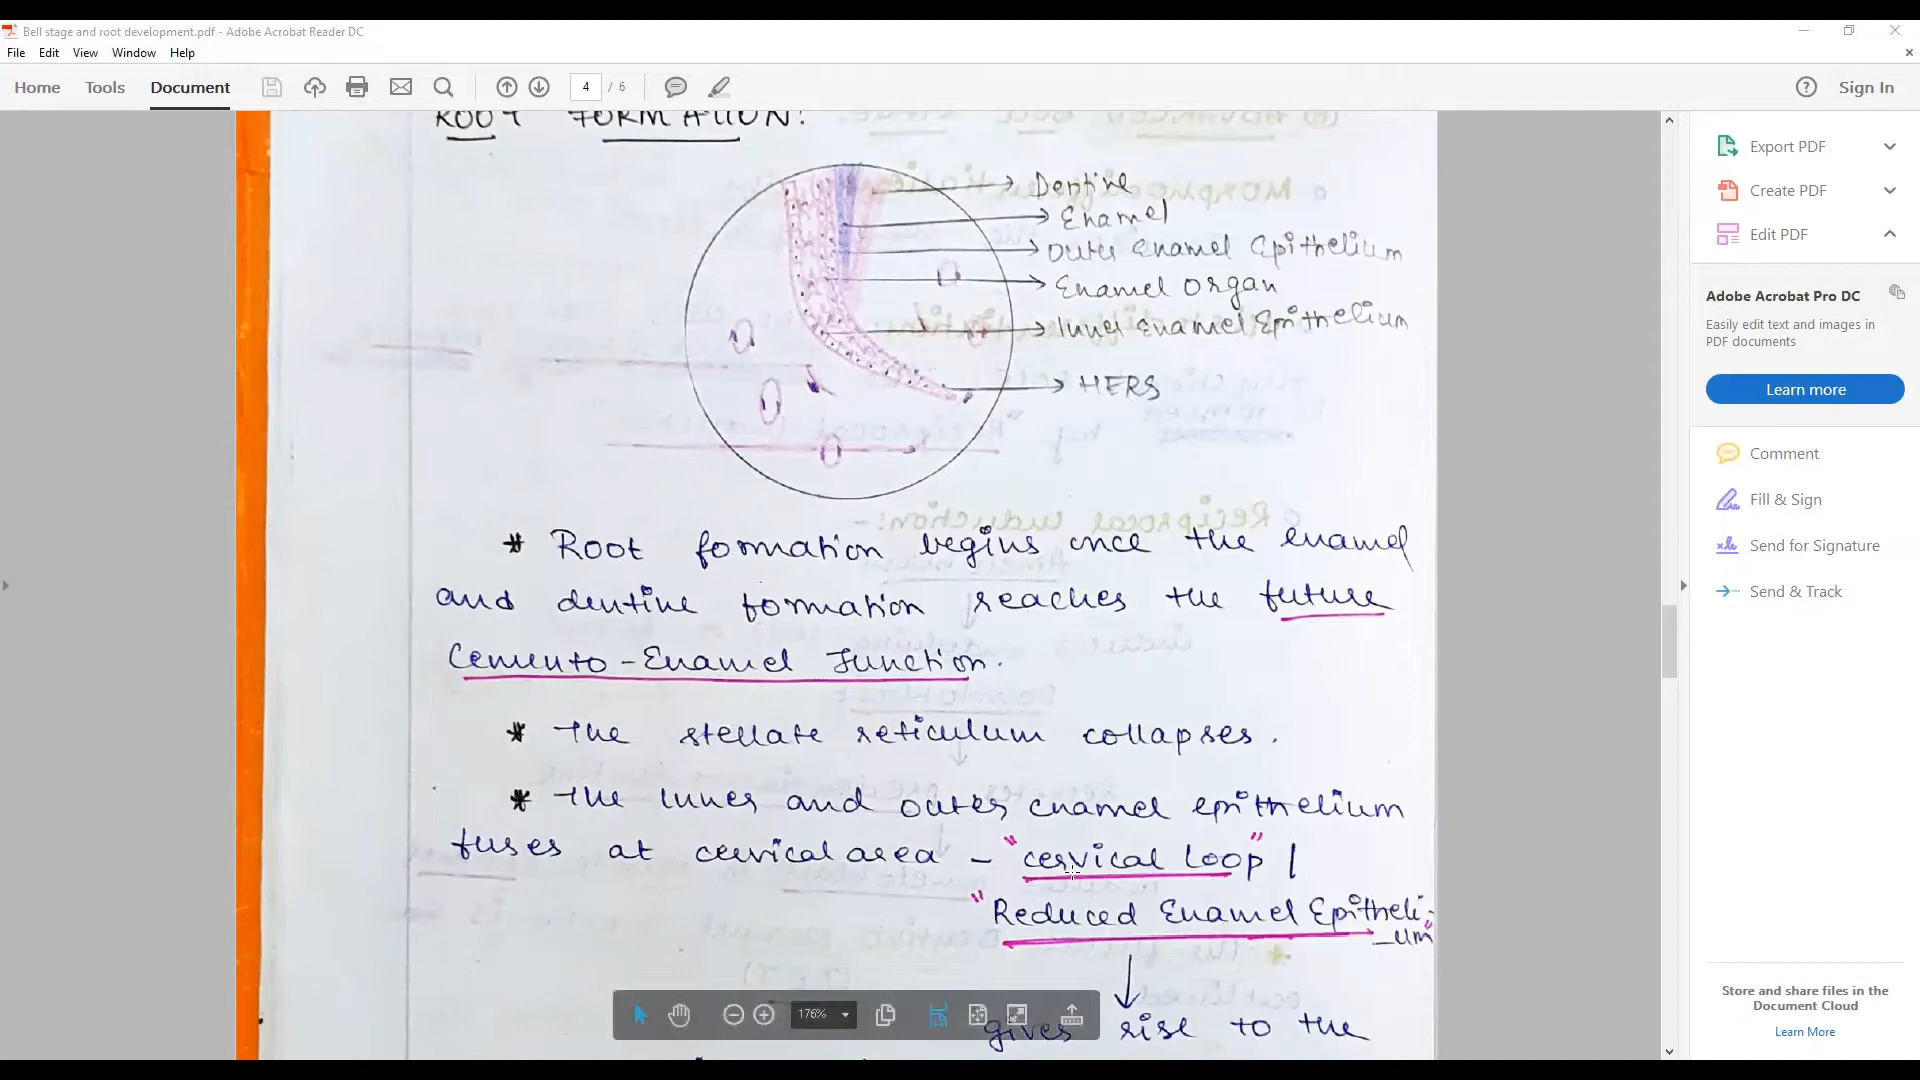 Bell stage and root development.pdf - Adobe Acrobat Reader DC
File Edit View Window Help
Home Tools Document 4 / 6 Sign In
ROOT FORMATION:
Dentine
Enamel
Outer Enamel Epithelium
Enamel Organ
Inner Enamel Epithelium
HERS
* Root formation begins once the enamel
and dentine formation reaches the future
Cemento-Enamel Junction.
* The stellate reticulum collapses.
* The inner and outer enamel epithelium
fuses at cervical area - "cervical loop" |
"Reduced Enamel Epitheli-
-um"
gives rise to the
176%
Export PDF
Create PDF
Edit PDF
Adobe Acrobat Pro DC
Easily edit text and images in
PDF documents
Learn more
Comment
Fill & Sign
Send for Signature
Send & Track
Store and share files in the
Document Cloud
Learn More